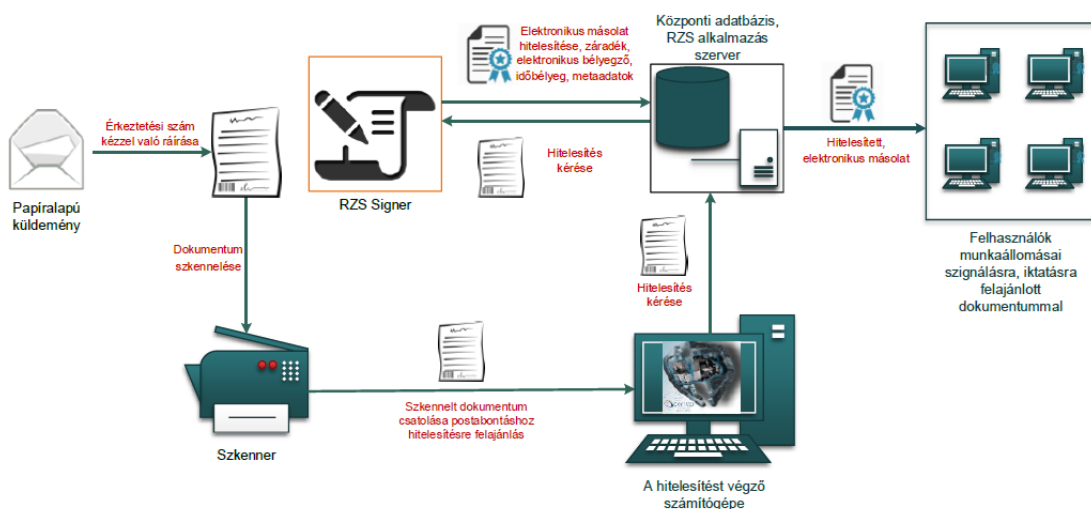 Papíralapú
küldemény
Érkeztetési szám
kézzel való ráírása
Dokumentum
szkennelése
Szkenner
Szkennelt dokumentum
csatolása postabontáshoz
hitelesítésre felajánlás
A hitelesítést végző
számítógépe
Hitelesítés
kérése
Központi adatbázis,
RZS alkalmazás
szerver
Hitelesítés
kérése
RZS Signer
Elektronikus másolat
hitelesítése, záradék,
elektronikus bélyegző,
időbélyeg, metaadatok
Hitelesített,
elektronikus másolat
Felhasználók
munkaállomásai
szignálásra, iktatásra
felajánlott
dokumentummal